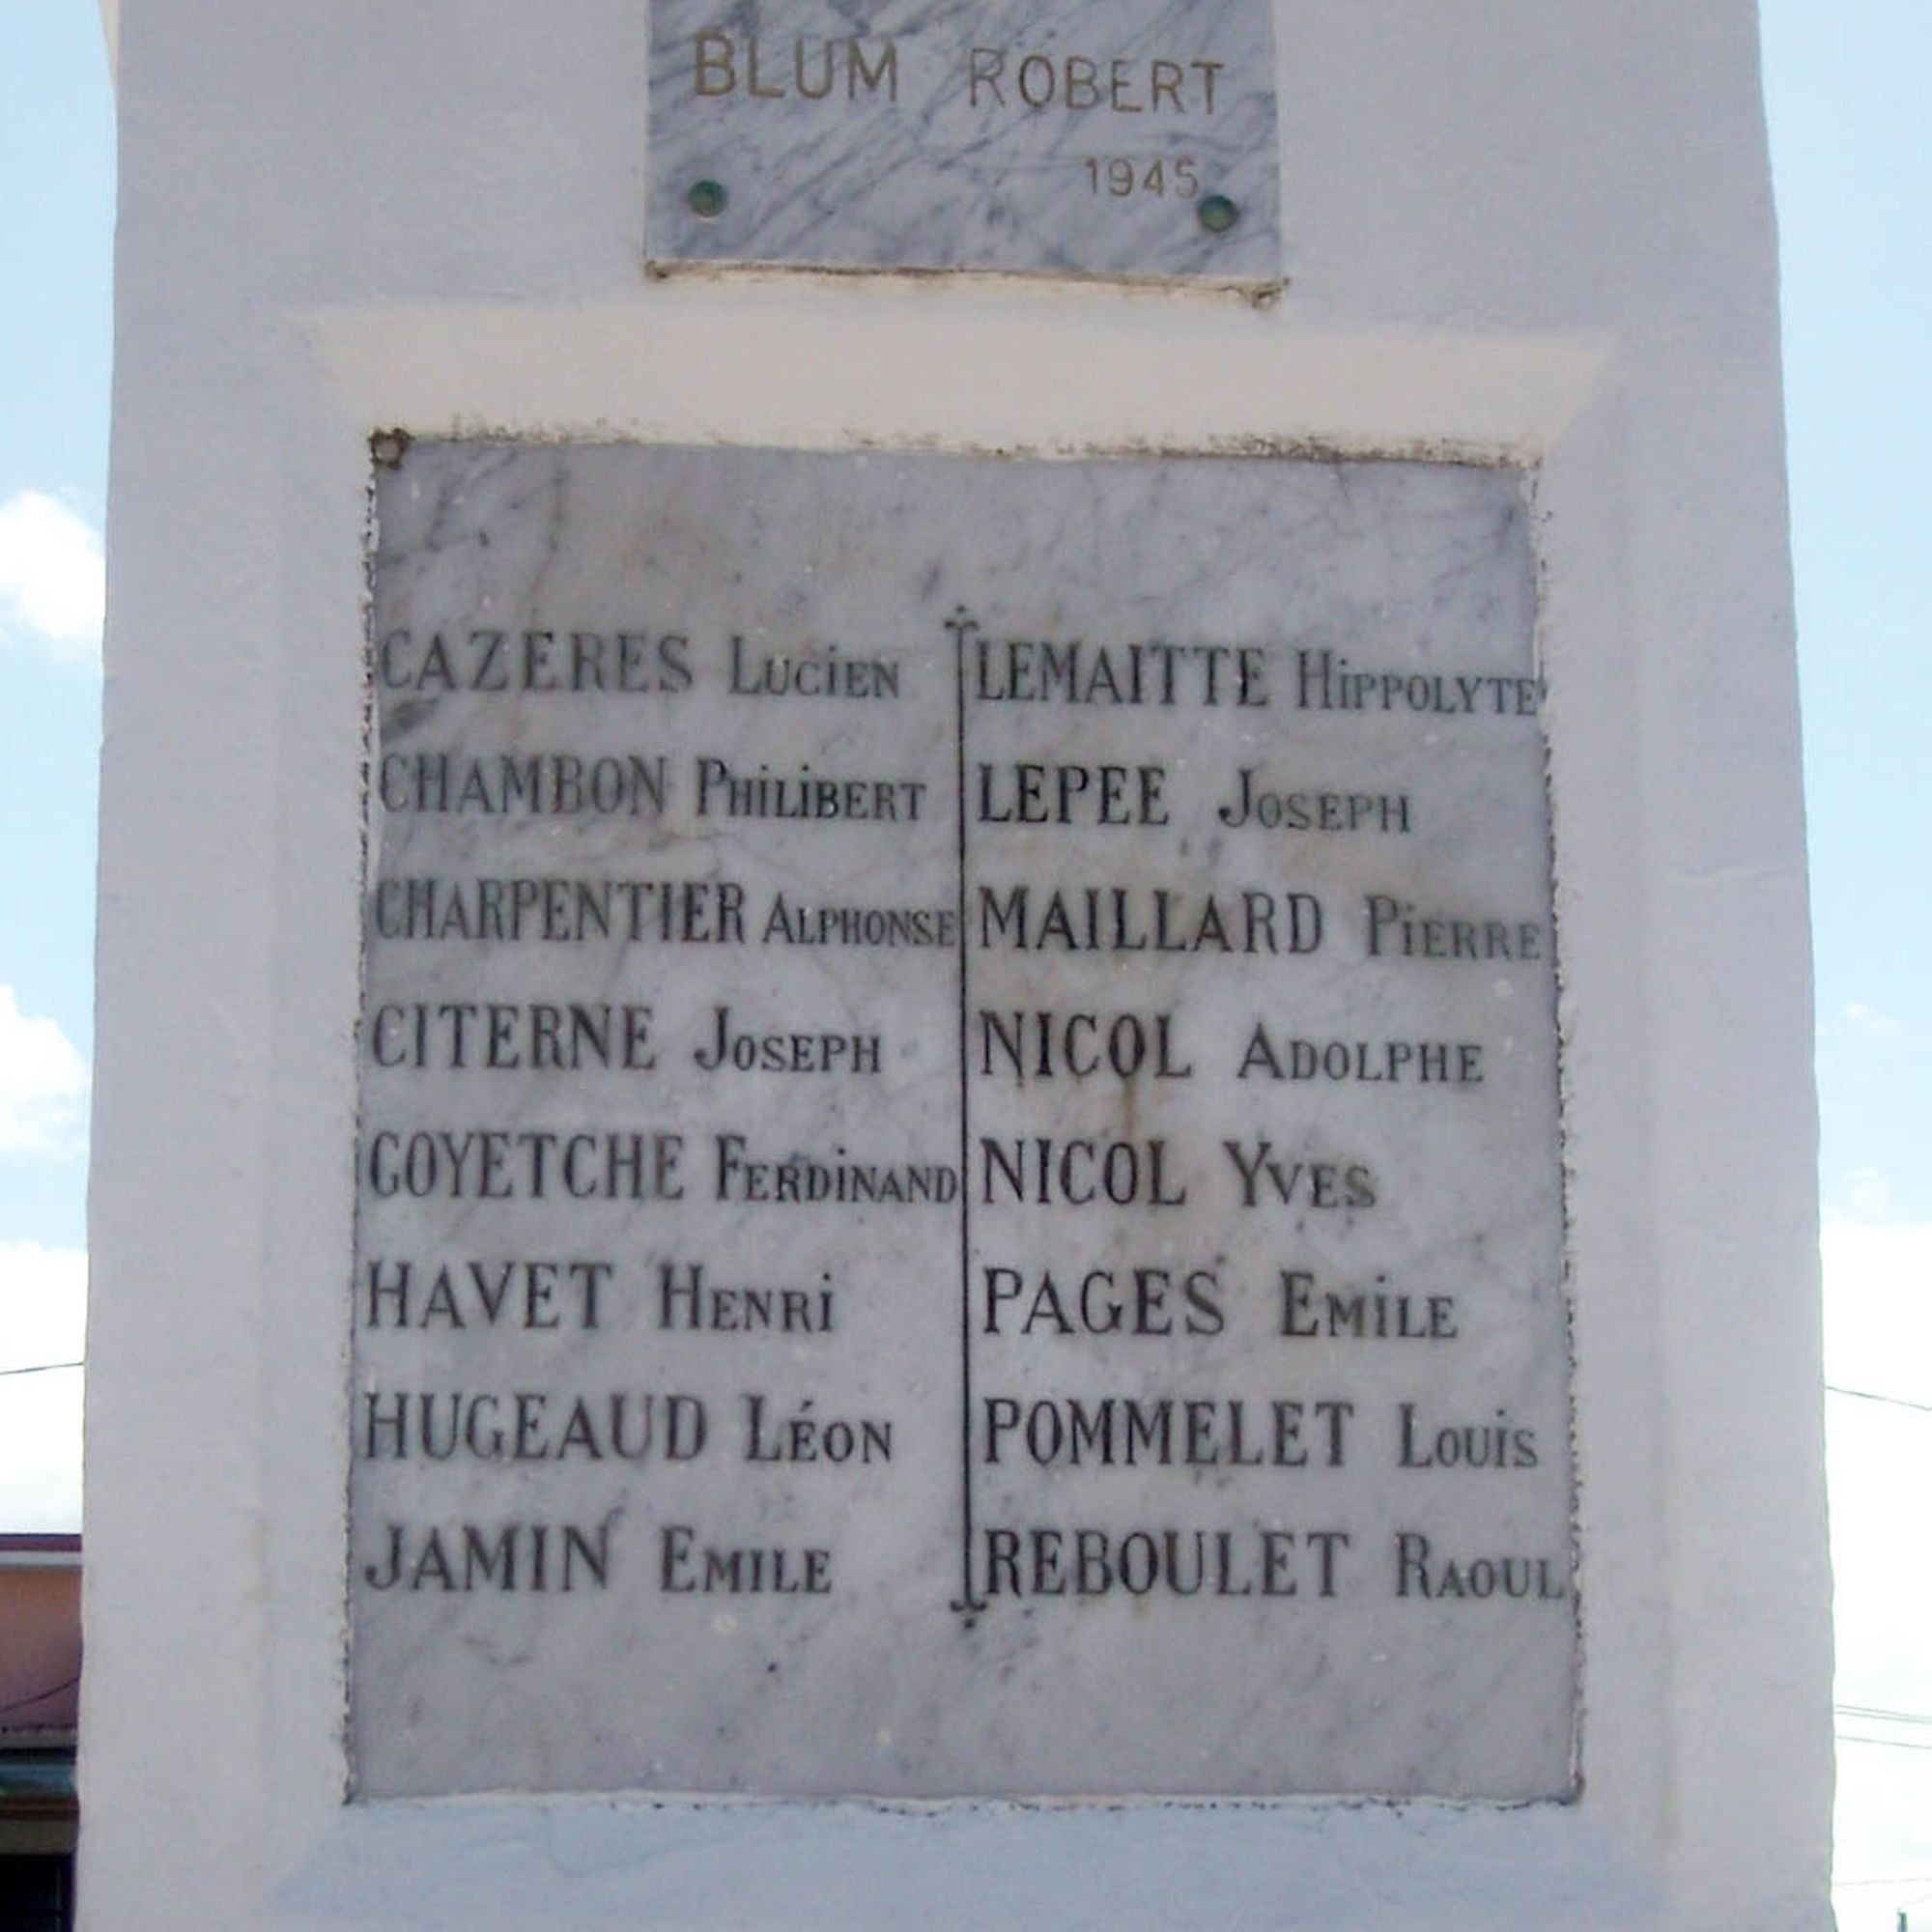 BLUM ROBERT
1945
CAZERES LUCIEN
CHAMBON PHILIBERT
CHARPENTIER ALPHONSE
CITERNE JOSEPH
GOYETCHE FERDINAND
HAVET HENRI
HUGEAUD LÉON
JAMIN EMILE
LEMAITTE HIPPOLYTE
LEPEE JOSEPH
MAILLARD PIERRE
NICOL ADOLPHE
NICOL YVES
PAGES EMILE
POMMELET LOUIS
REBOULET RAOUL